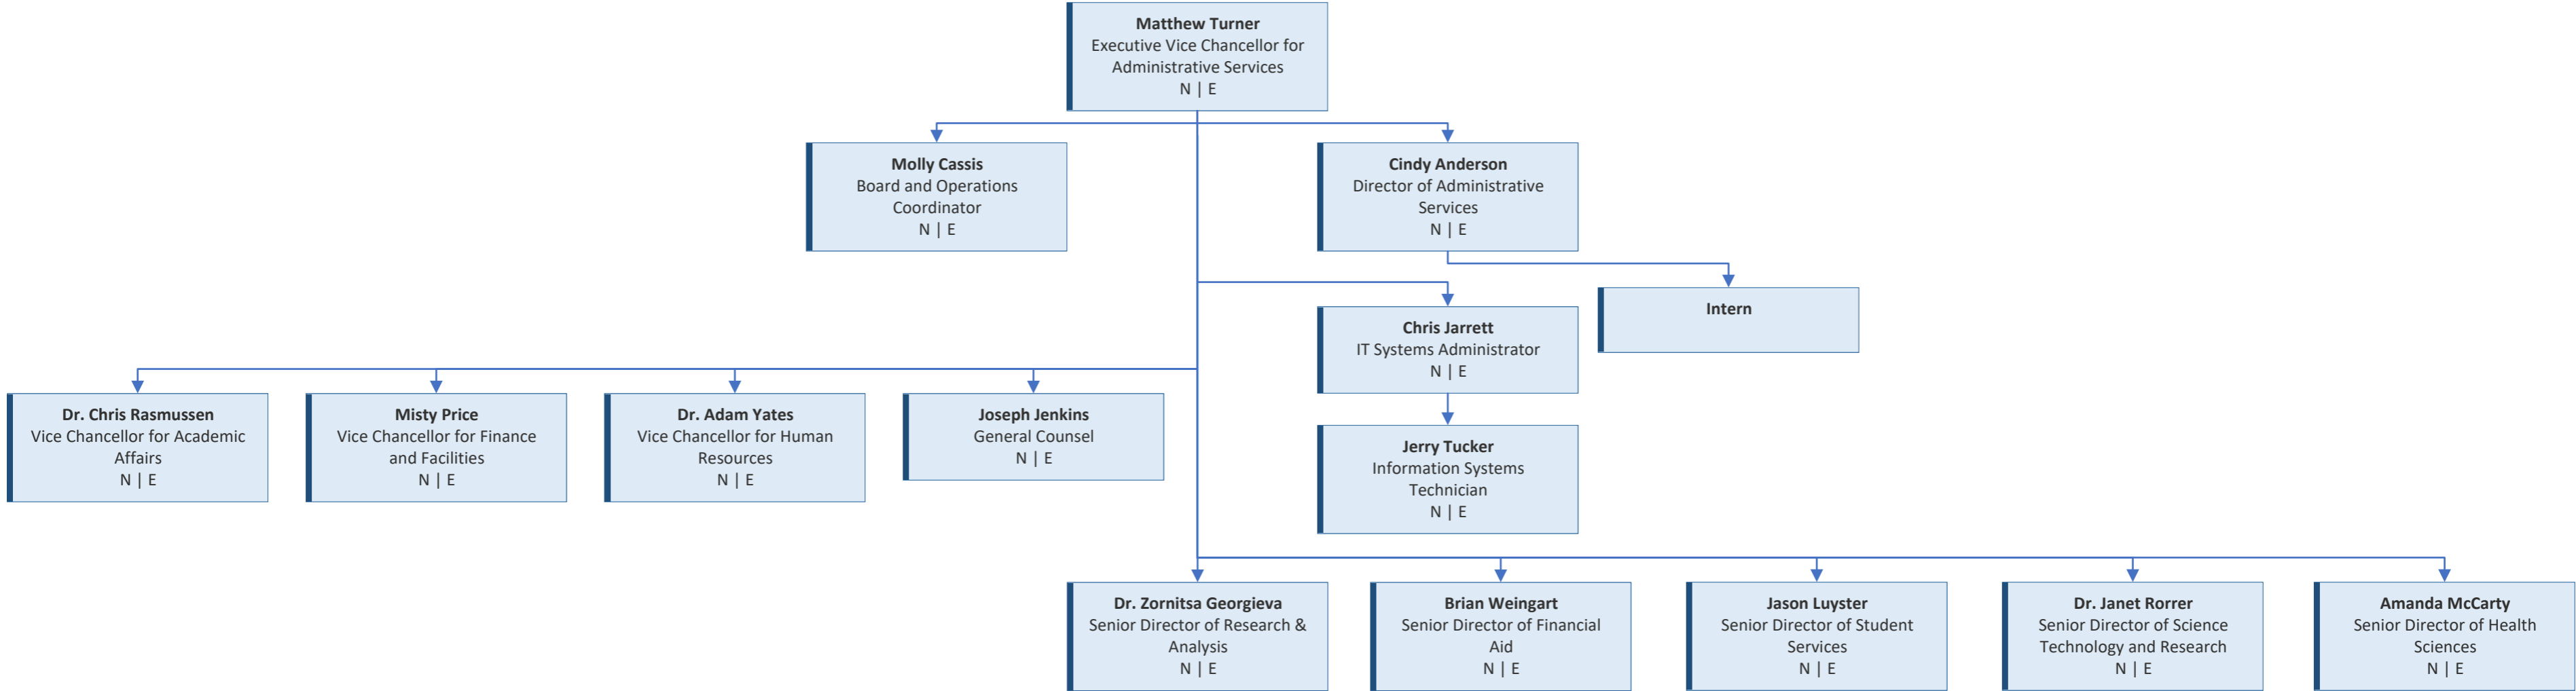 Matthew Turner
Executive Vice Chancellor for
Administrative Services
N | E
Molly Cassis
Board and Operations
Coordinator
N | E
Cindy Anderson
Director of Administrative
Services
N | E
Intern
Chris Jarrett
IT Systems Administrator
N | E
Dr. Chris Rasmussen
Vice Chancellor for Academic
Affairs
N | E
Misty Price
Vice Chancellor for Finance
and Facilities
N | E
Dr. Adam Yates
Vice Chancellor for Human
Resources
N | E
Joseph Jenkins
General Counsel
N | E
Jerry Tucker
Information Systems
Technician
N | E
Dr. Zornitsa Georgieva
Senior Director of Research &
Analysis
N | E
Brian Weingart
Senior Director of Financial
Aid
N | E
Jason Luyster
Senior Director of Student
Services
N | E
Dr. Janet Rorrer
Senior Director of Science
Technology and Research
N | E
Amanda McCarty
Senior Director of Health
Sciences
N | E